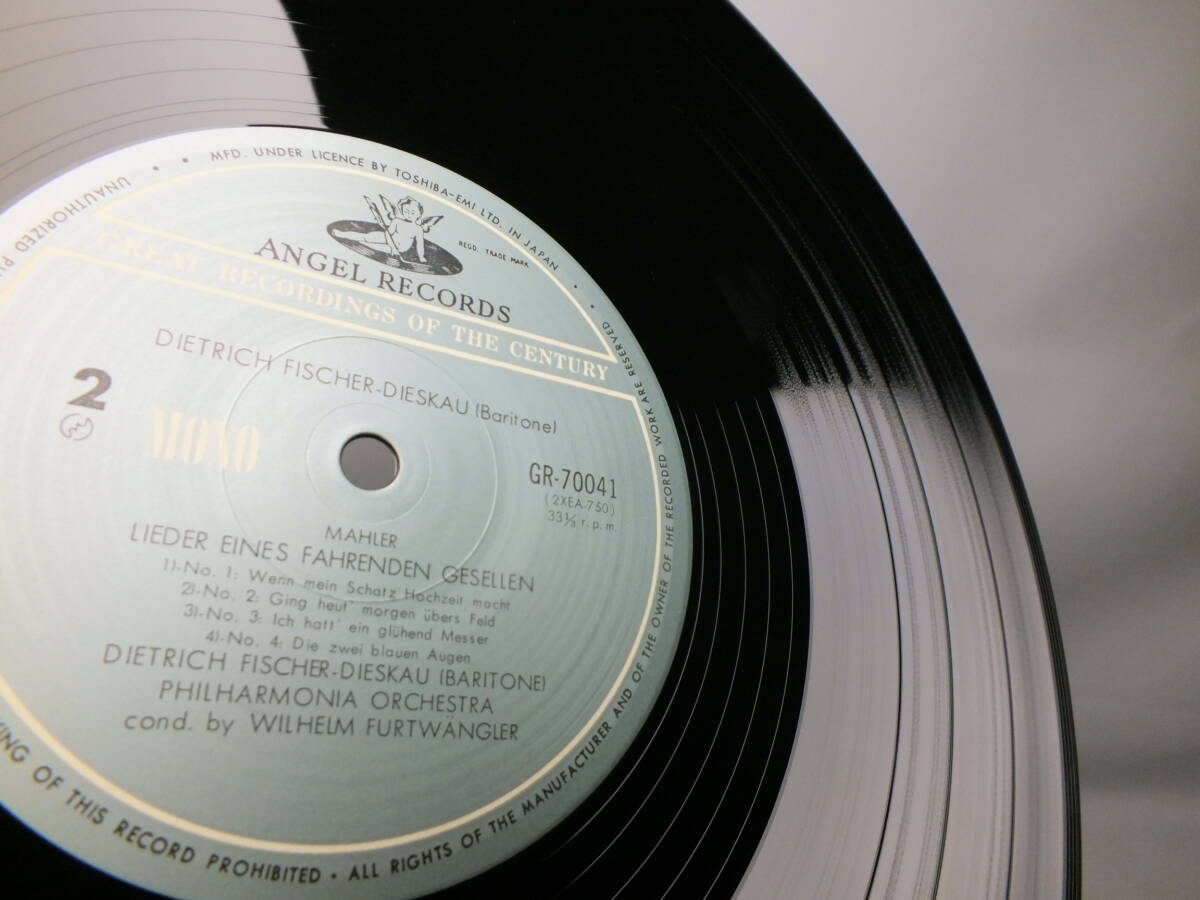 MFD. UNDER LICENCE BY TOSHIBA-EMI LTD. IN JAPAN
REGD. TRADE MARK
ANGEL RECORDS
GREAT RECORDINGS OF THE CENTURY
DIETRICH FISCHER-DIESKAU (Baritone)
2
MONO
GR-70041
(2XEA-750)
33⅓ r.p.m.
MAHLER
LIEDER EINES FAHRENDEN GESELLEN
1)-No. 1: Wenn mein Schatz Hochzeit macht
2)-No. 2: Ging heut' morgen übers Feld
3)-No. 3: Ich hatt' ein glühend Messer
4)-No. 4: Die zwei blauen Augen
DIETRICH FISCHER-DIESKAU (BARITONE)
PHILHARMONIA ORCHESTRA
cond. by WILHELM FURTWÄNGLER
ALL RIGHTS OF THE MANUFACTURER AND OF THE OWNER OF THE RECORDED WORK ARE RESERVED
UNAUTHORIZED
OF THIS RECORD PROHIBITED